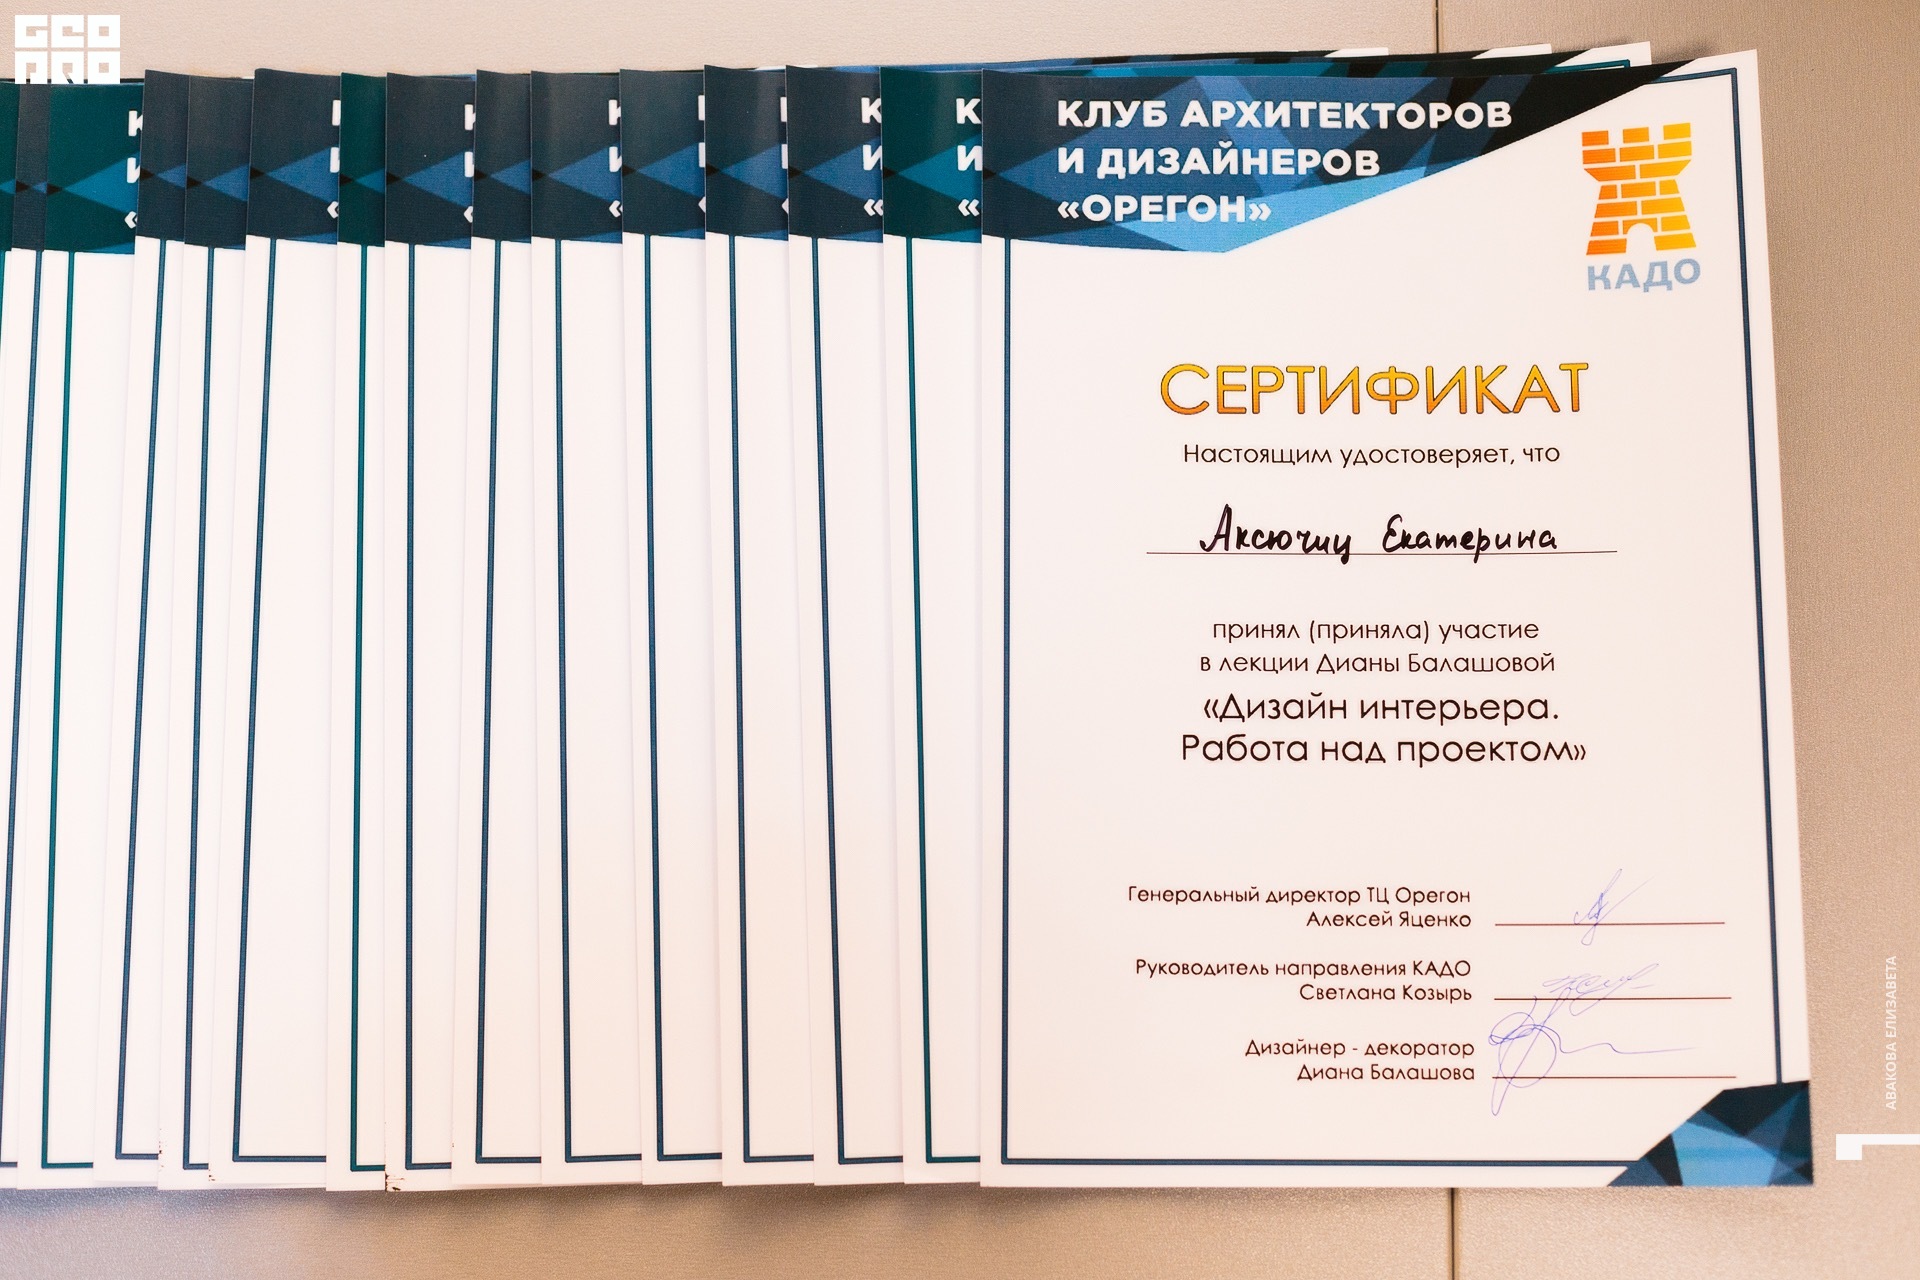 GEO
PRO
КЛУБ АРХИТЕКТОРОВ
И ДИЗАЙНЕРОВ
«ОРЕГОН»
КАДО
СЕРТИФИКАТ
Настоящим удостоверяет, что
Аксючиц Екатерина
принял (приняла) участие
в лекции Дианы Балашовой
«Дизайн интерьера.
Работа над проектом»
Генеральный директор ТЦ Орегон
Алексей Яценко
Руководитель направления КАДО
Светлана Козырь
Дизайнер - декоратор
Диана Балашова
АВАКОВА ЕЛИЗАВЕТА